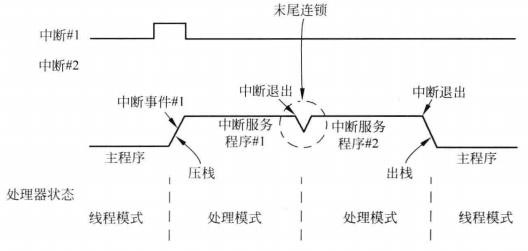 末尾连锁
中断#1
中断#2
中断事件#1
中断退出
中断退出
中断服务
程序#1
中断服务
程序#2
主程序
压栈
出栈
主程序
处理器状态
线程模式
处理模式
处理模式
线程模式